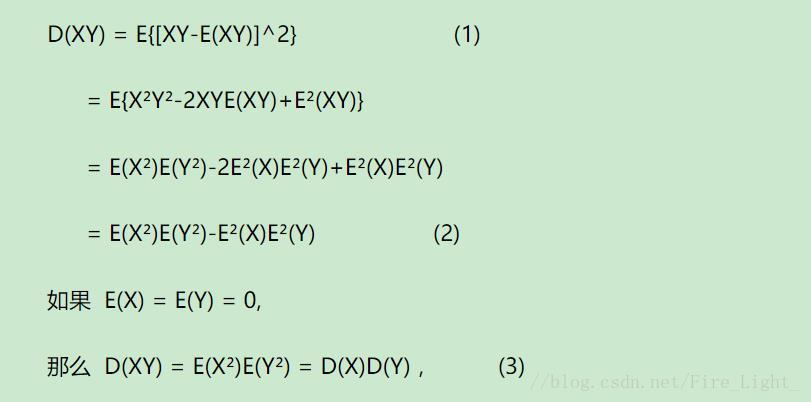 D(XY) = E{[XY-E(XY)]^2} (1)
= E{X²Y²-2XYE(XY)+E²(XY)}
= E(X²)E(Y²)-2E²(X)E²(Y)+E²(X)E²(Y)
= E(X²)E(Y²)-E²(X)E²(Y) (2)
如果 E(X) = E(Y) = 0,
那么 D(XY) = E(X²)E(Y²) = D(X)D(Y) , (3)
//blog.csdn.net/Fire_Light_